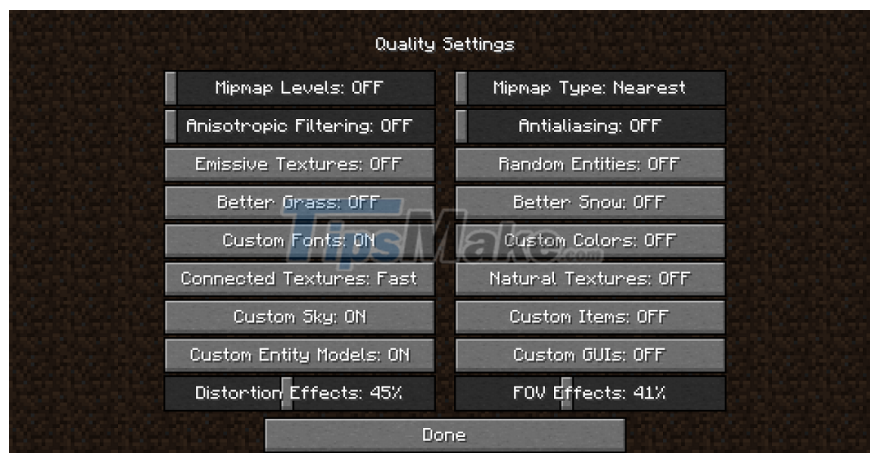 Quality Settings
Mipmap Levels: OFF
Mipmap Type: Nearest
Anisotropic Filtering: OFF
Antialiasing: OFF
Emissive Textures: OFF
Random Entities: OFF
Better Grass: OFF
Better Snow: OFF
Custom Fonts: ON
Custom Colors: OFF
TipsMake.com
Connected Textures: Fast
Natural Textures: OFF
Custom Sky: ON
Custom Items: OFF
Custom Entity Models: ON
Custom GUIs: OFF
Distortion Effects: 45%
FOV Effects: 41%
Done